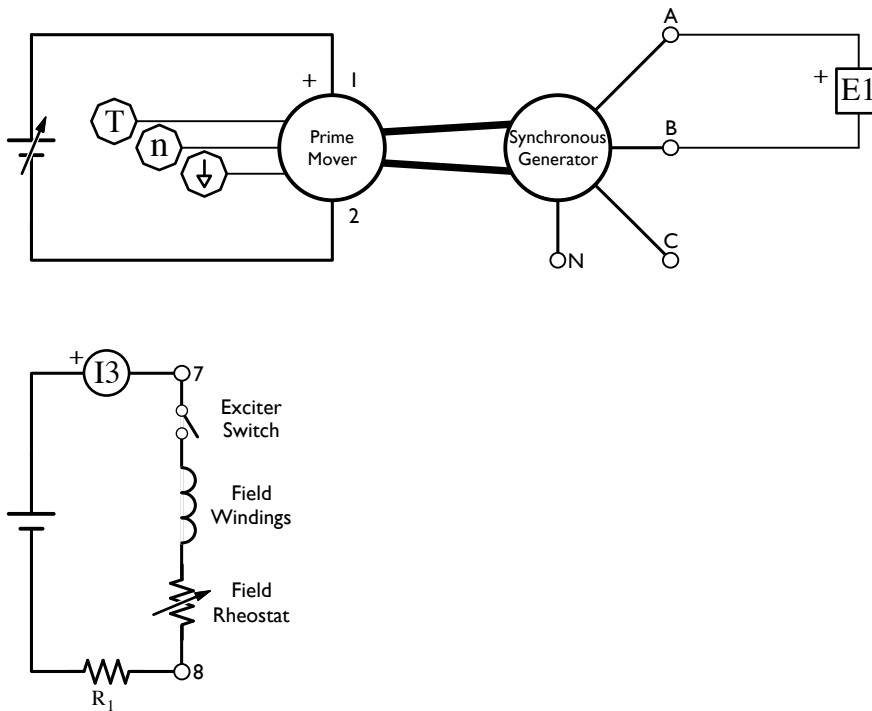 A
+
1
+
E1
T
n
Prime
Mover
Synchronous
Generator
B
2
C
N
+
I3
7
Exciter
Switch
Field
Windings
Field
Rheostat
8
R1